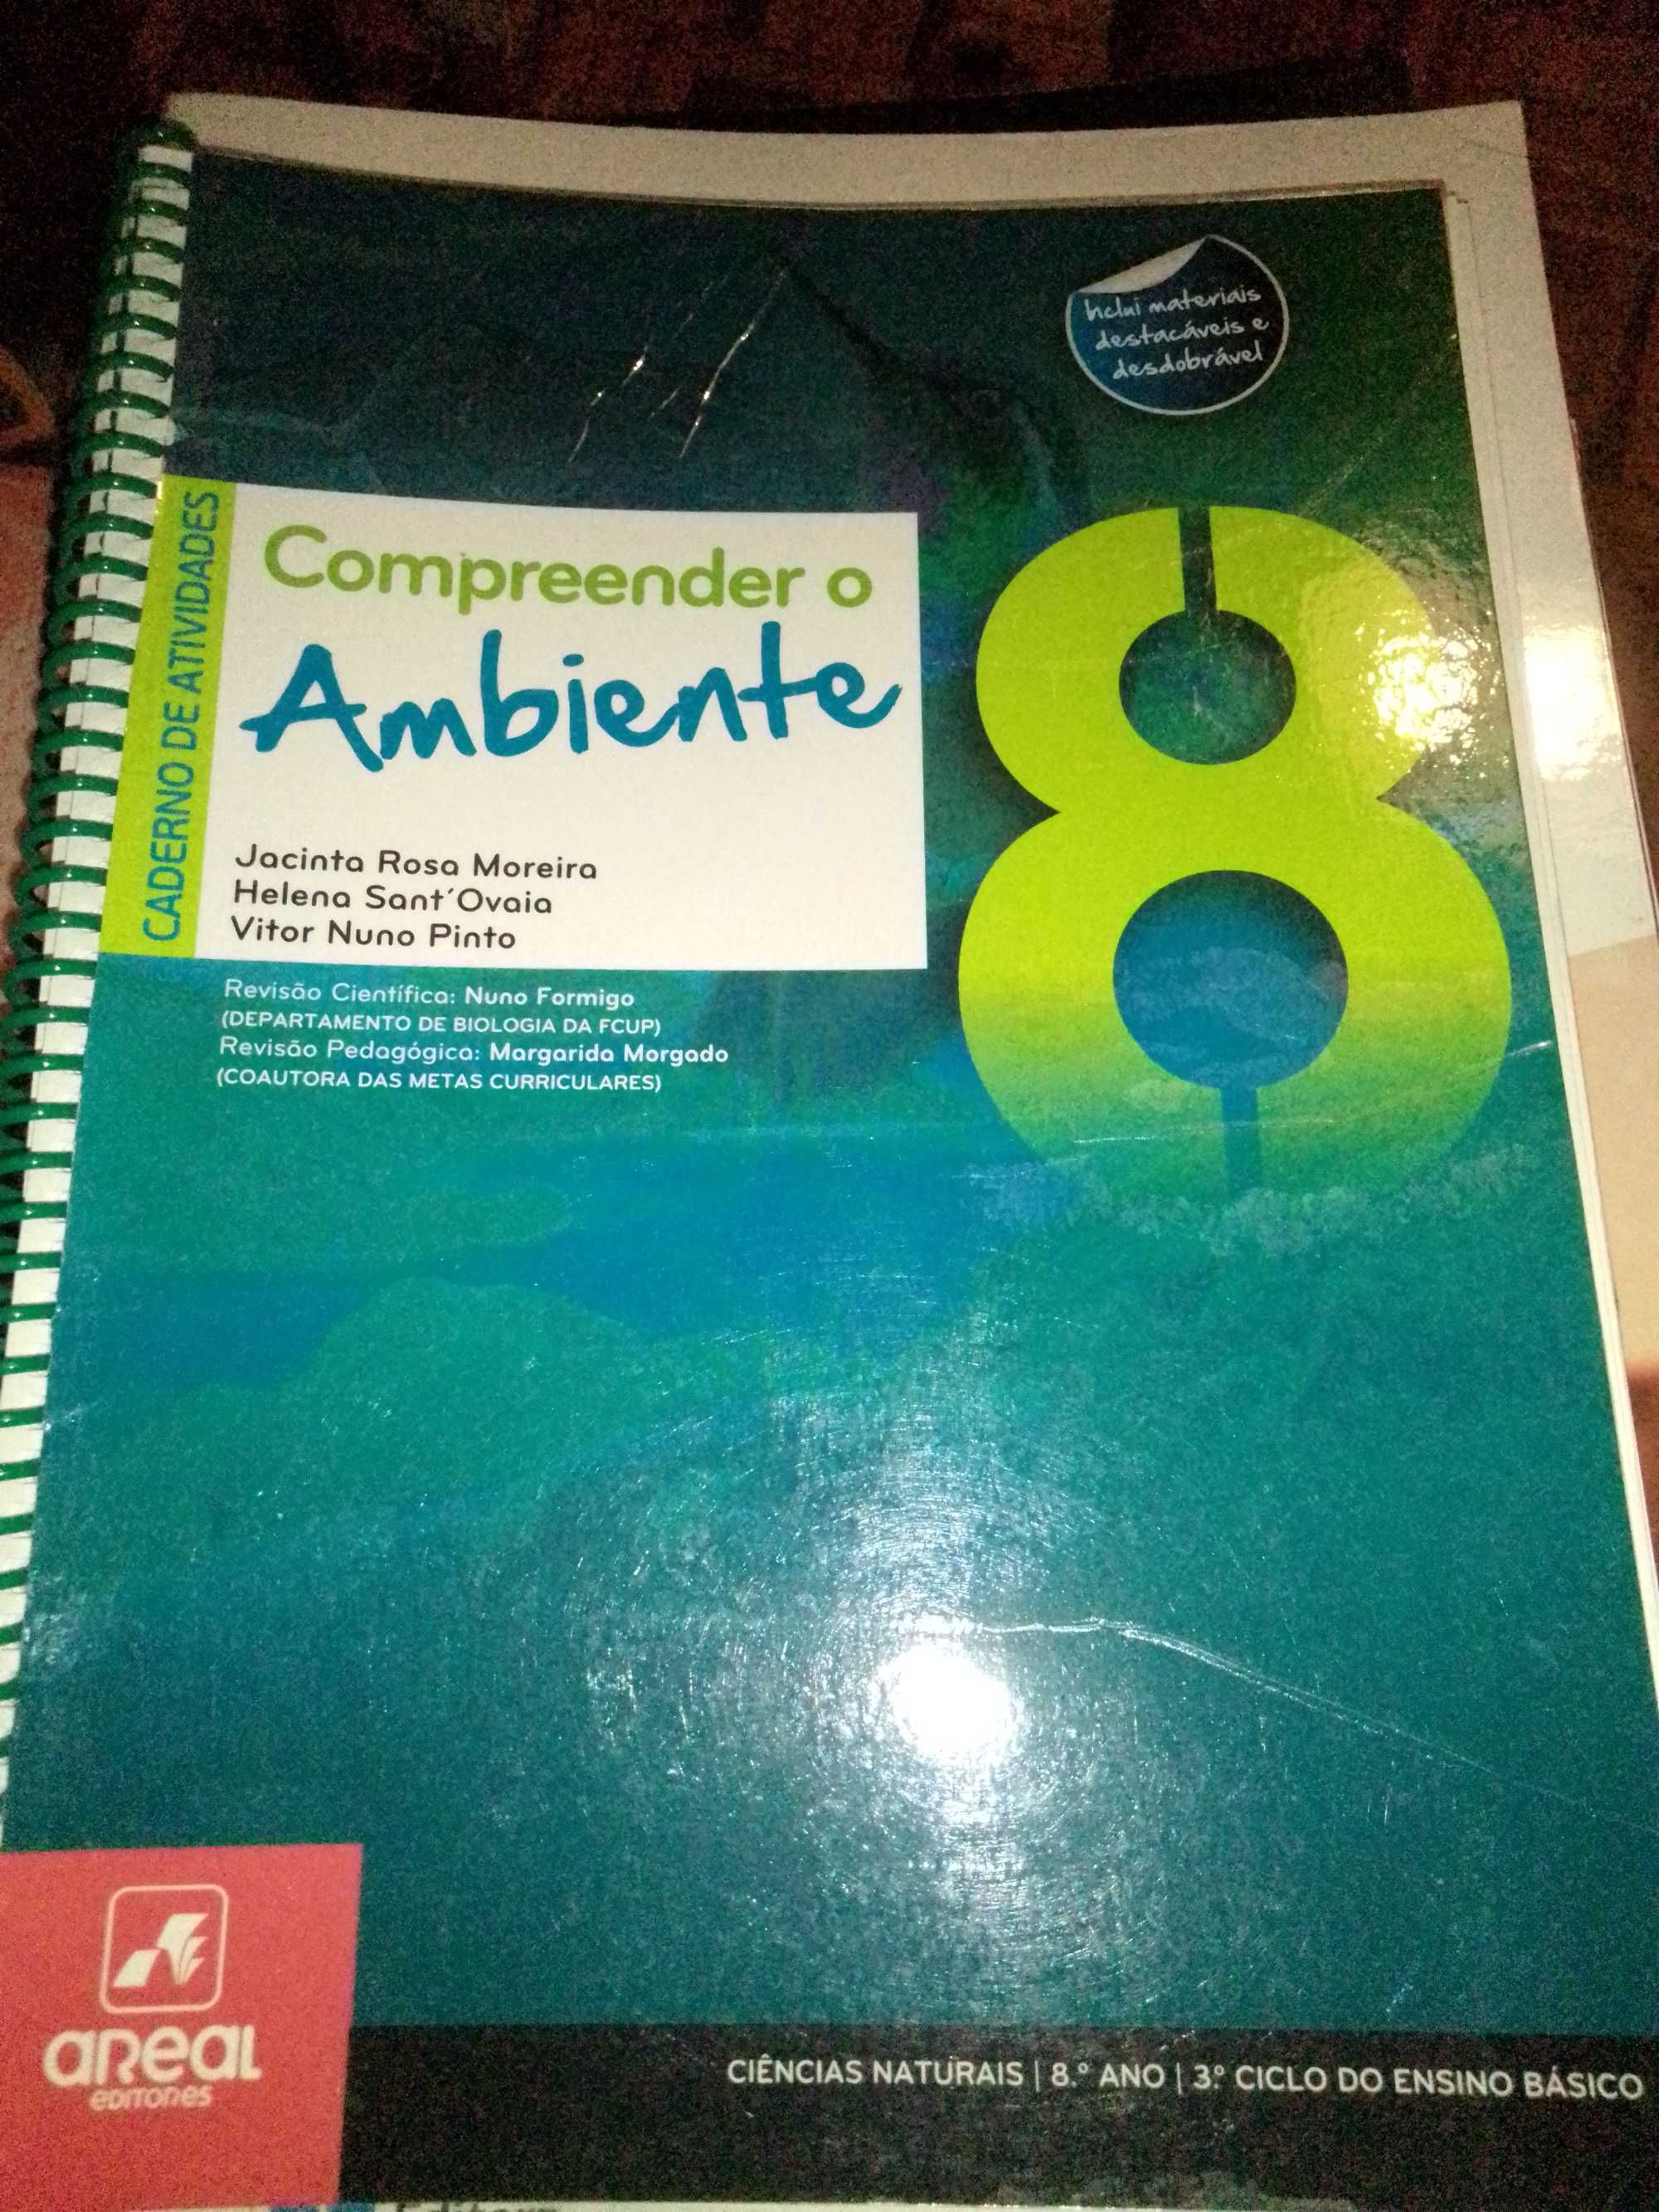 Inclui materiais
destacáveis e
desdobrável
CADERNO DE ATIVIDADES
Compreender o
Ambiente
8
Jacinta Rosa Moreira
Helena Sant'Ovaia
Vitor Nuno Pinto
Revisão Científica: Nuno Formigo
(DEPARTAMENTO DE BIOLOGIA DA FCUP)
Revisão Pedagógica: Margarida Morgado
(COAUTORA DAS METAS CURRICULARES)
aReal
eDITORes
CIÊNCIAS NATURAIS | 8.º ANO | 3.º CICLO DO ENSINO BÁSICO